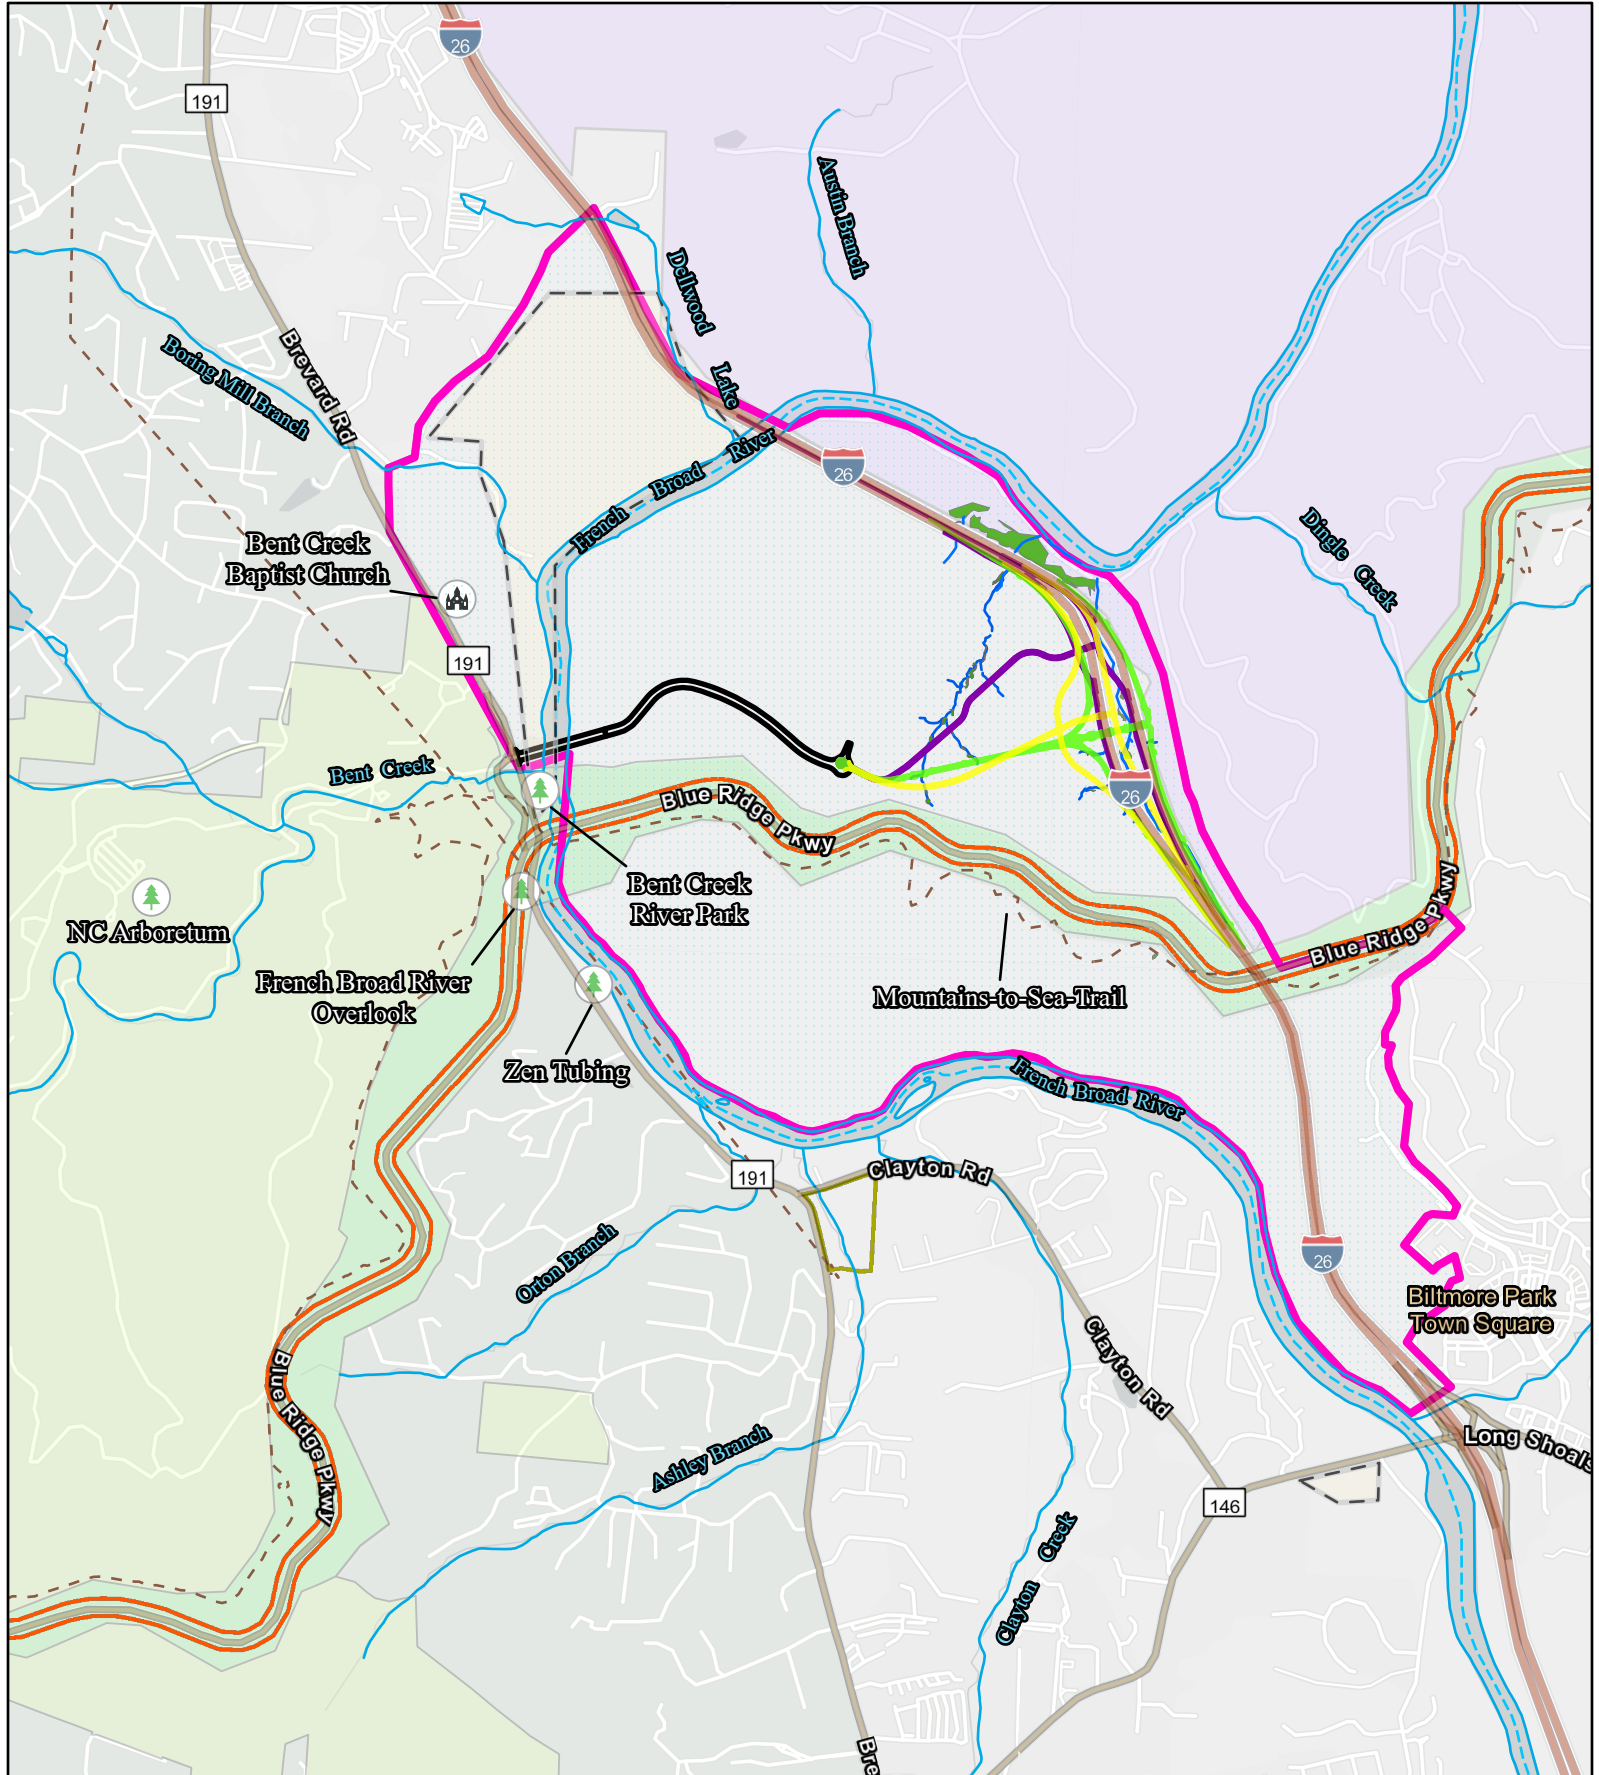 26
191
Austin Branch
Dellwood
Lake
Brevard Rd
Boring Mill Branch
French Broad River
26
Dingle Creek
Bent Creek
Baptist Church
191
Bent Creek
Blue Ridge Pkwy
26
Bent Creek
River Park
NC Arboretum
Blue Ridge Pkwy
French Broad River
Overlook
Mountains-to-Sea-Trail
Zen Tubing
French Broad River
191
Clayton Rd
Orton Branch
26
Biltmore Park
Town Square
Clayton Rd
Blue Ridge Pkwy
Ashley Branch
Long Shoals
146
Clayton Creek
Bre